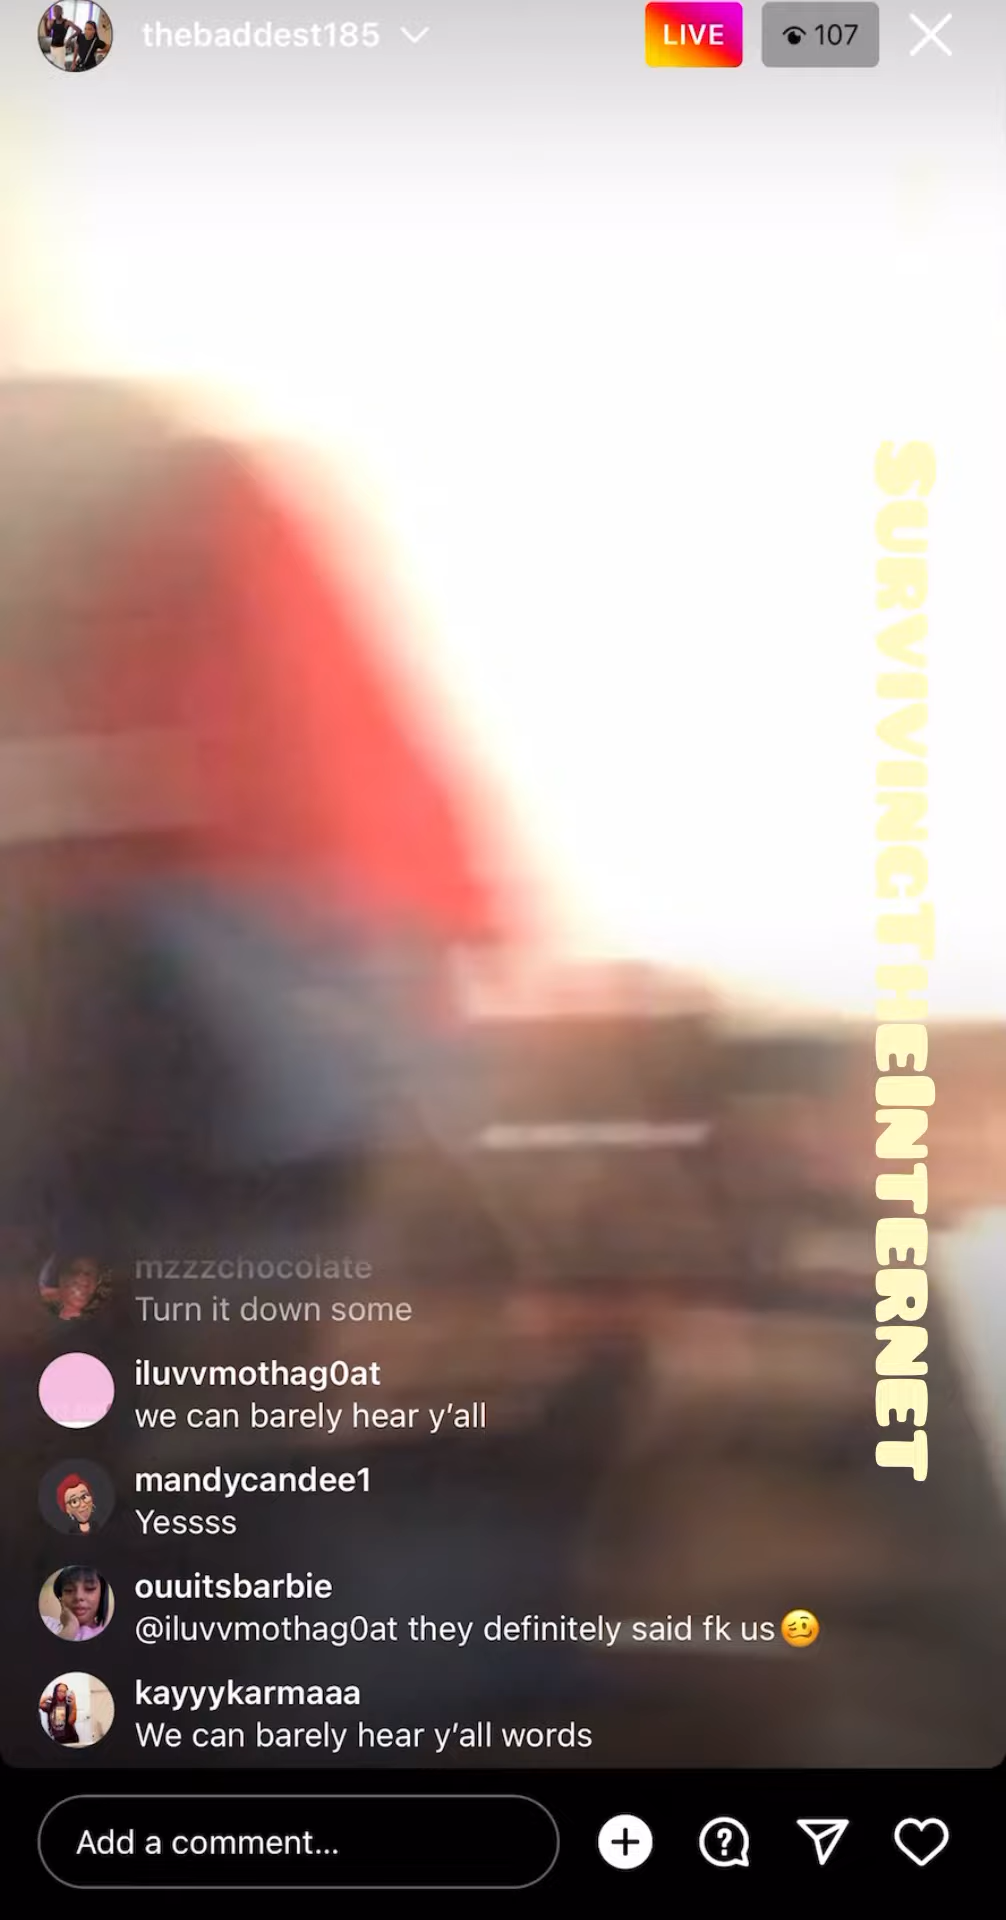 thebaddest185
LIVE
107
SURVIVINGTHEINTERNET
mzzzchocolate
Turn it down some
iluvvmothag0at
we can barely hear y’all
mandycandee1
Yessss
ouuitsbarbie
@iluvvmothag0at they definitely said fk us🥴
kayyykarmaaa
We can barely hear y’all words
Add a comment...